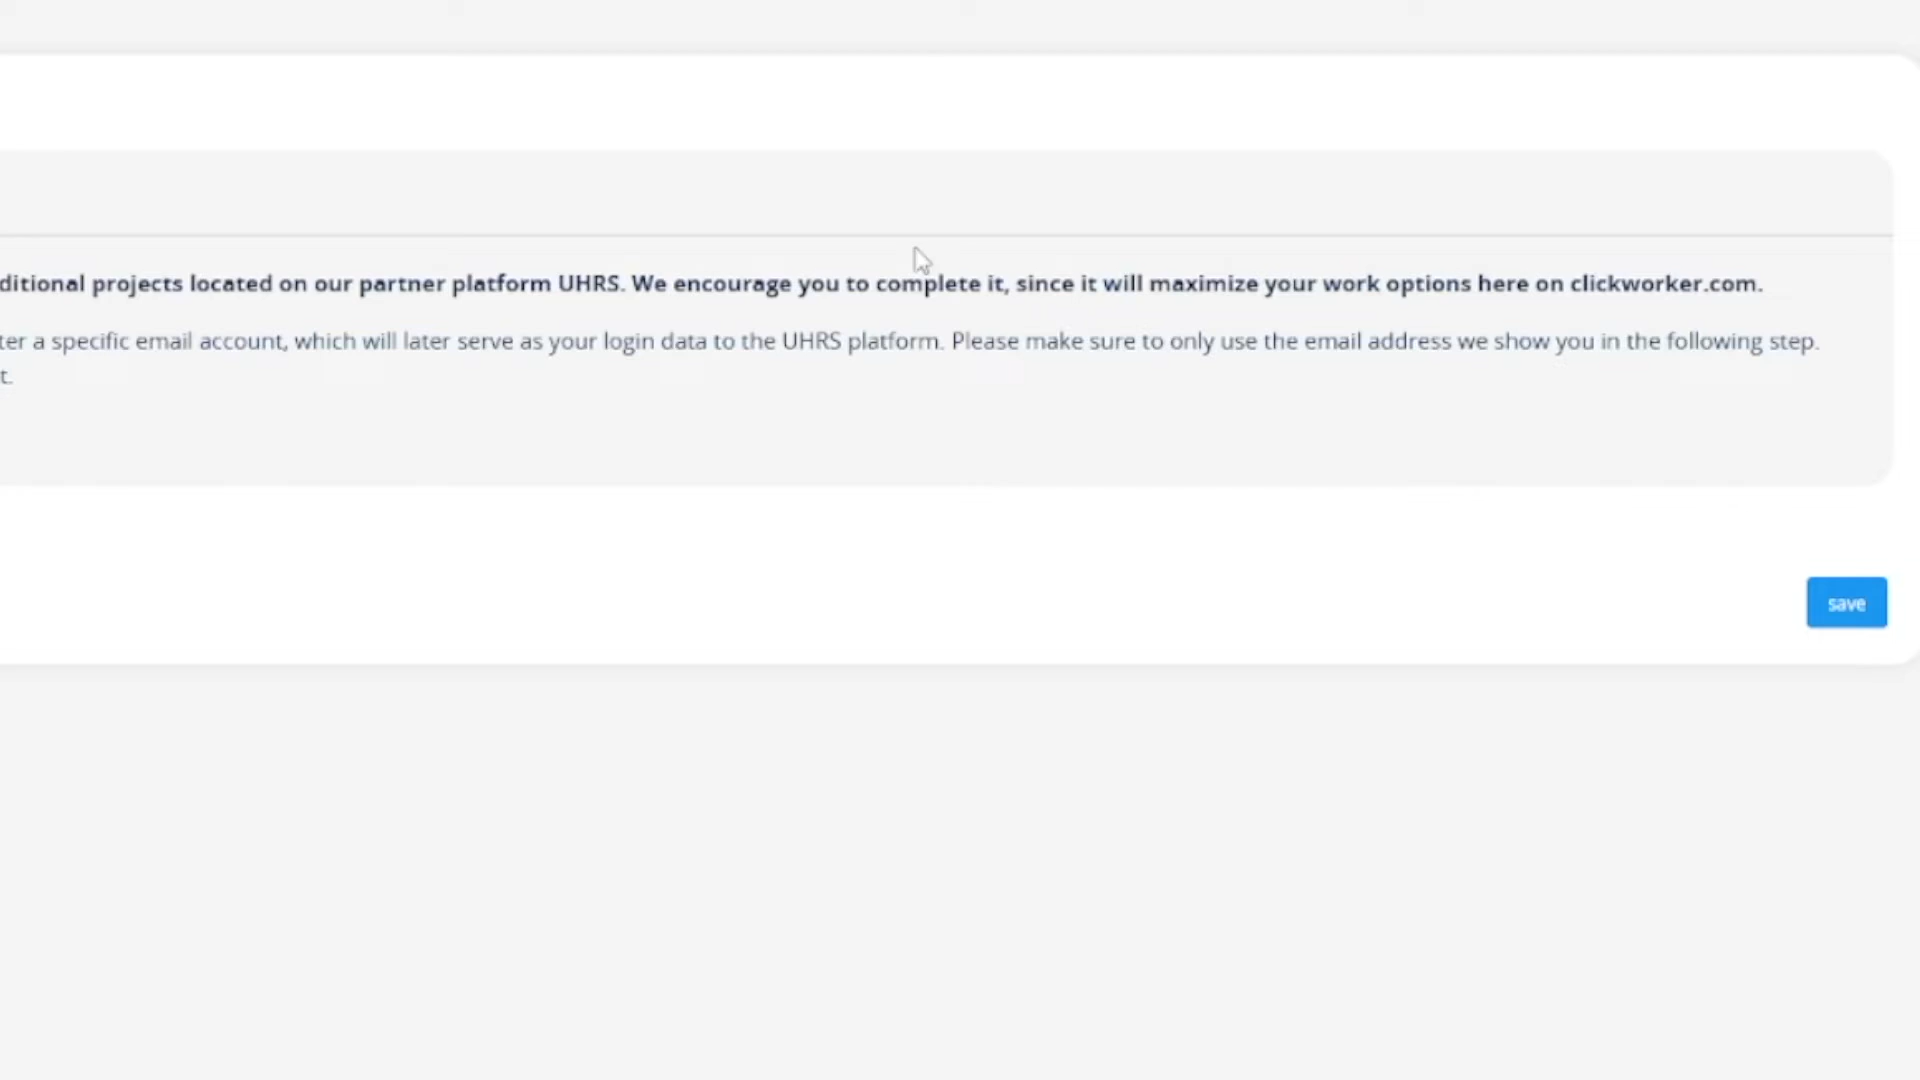 ditional projects located on our partner platform UHRS. We encourage you to complete it, since it will maximize your work options here on clickworker.com.
ter a specific email account, which will later serve as your login data to the UHRS platform. Please make sure to only use the email address we show you in the following step.
t.
save